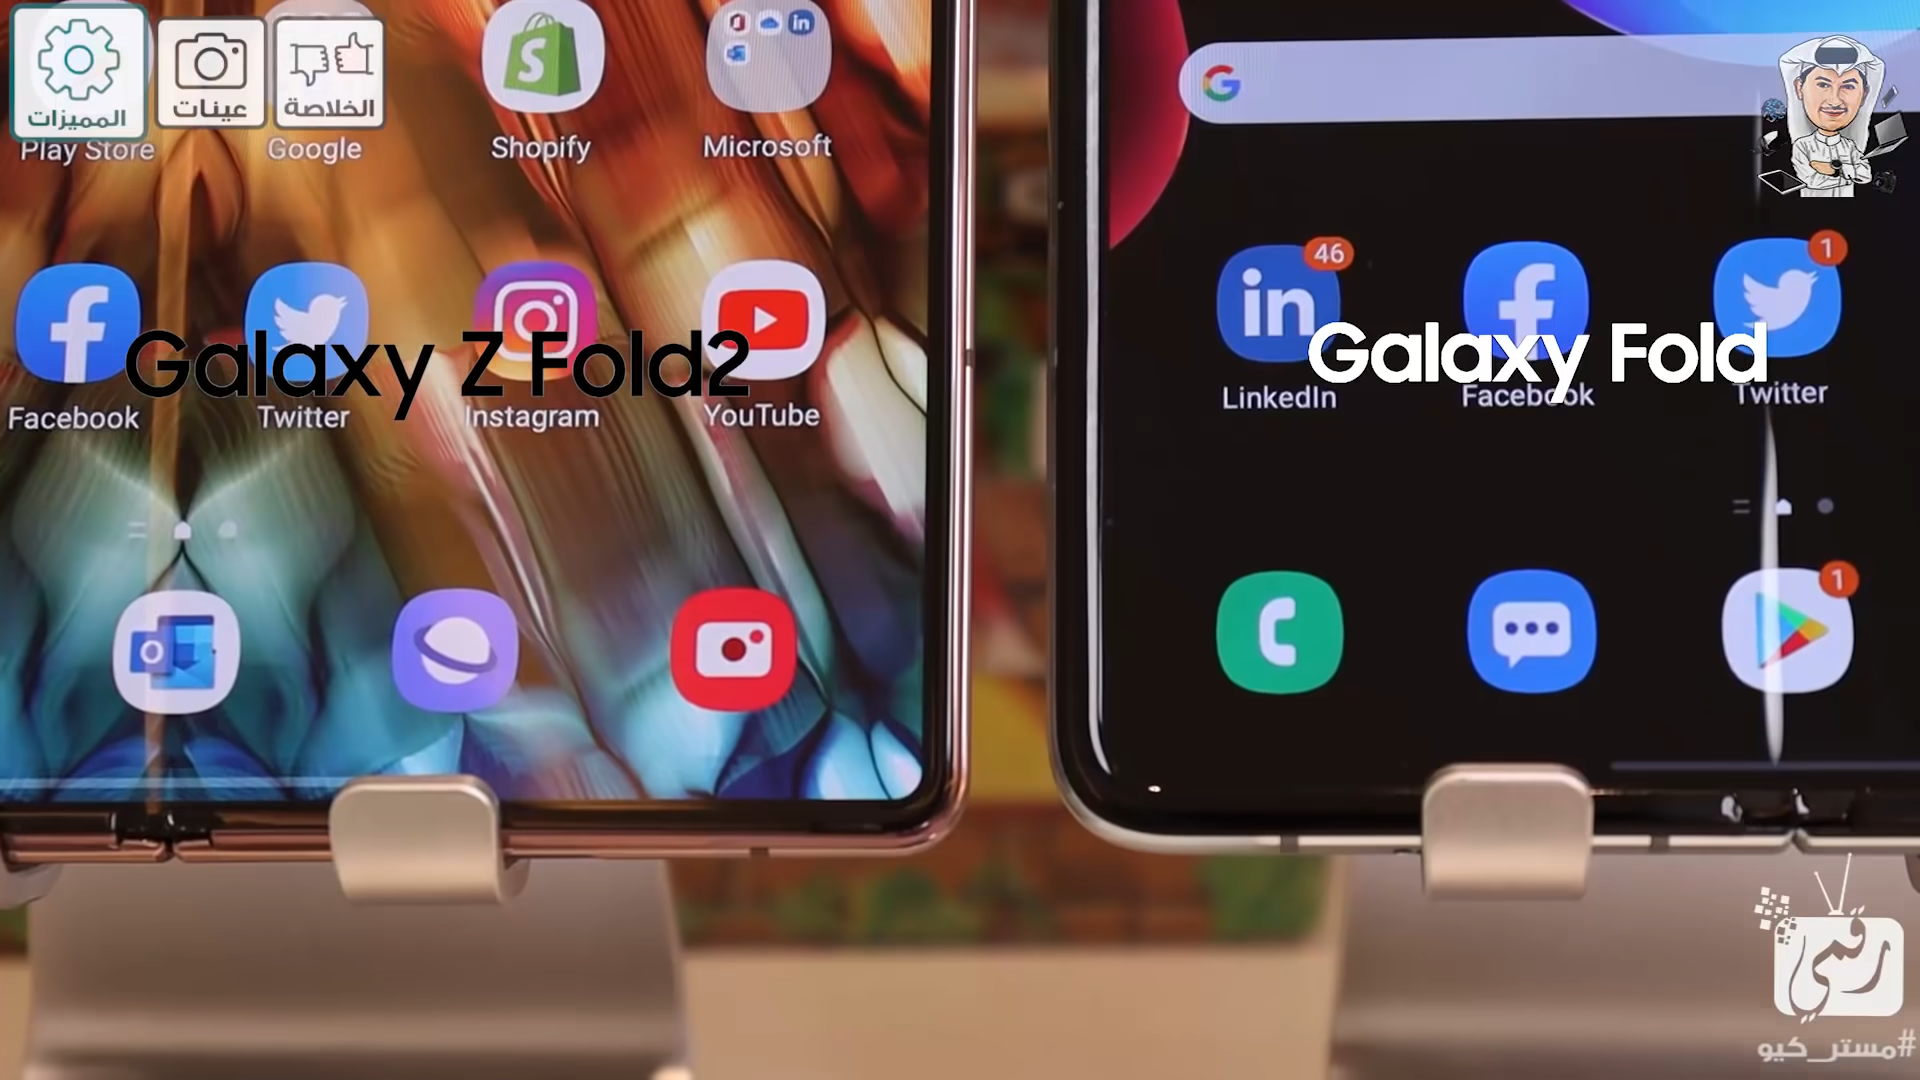 المميزات
عينات
الخلاصة
Play Store
Google
Shopify
Microsoft
Facebook
Twitter
Instagram
YouTube
Galaxy Z Fold2
46
1
LinkedIn
Facebook
Twitter
Galaxy Fold
1
رقمي
#مستر_كيو